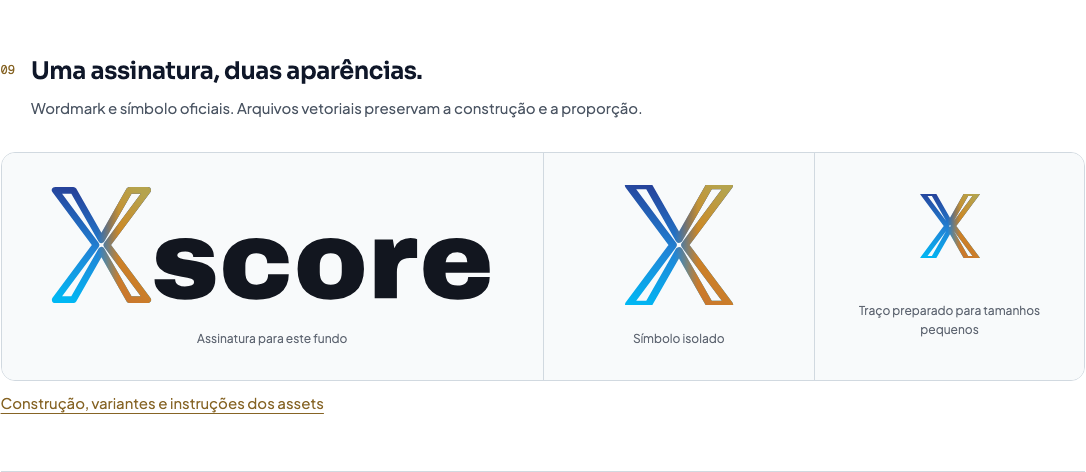 09
Uma assinatura, duas aparências.
Wordmark e símbolo oficiais. Arquivos vetoriais preservam a construção e a proporção.
Xscore
Assinatura para este fundo
X
Símbolo isolado
X
Traço preparado para tamanhos
pequenos
Construção, variantes e instruções dos assets